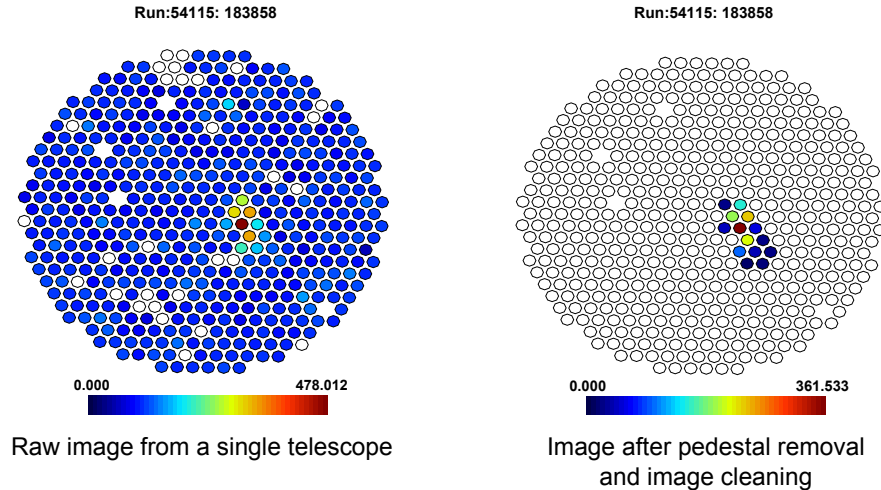 Run:54115: 183858
Run:54115: 183858
0.000 478.012
0.000 361.533
Raw image from a single telescope
Image after pedestal removal
and image cleaning